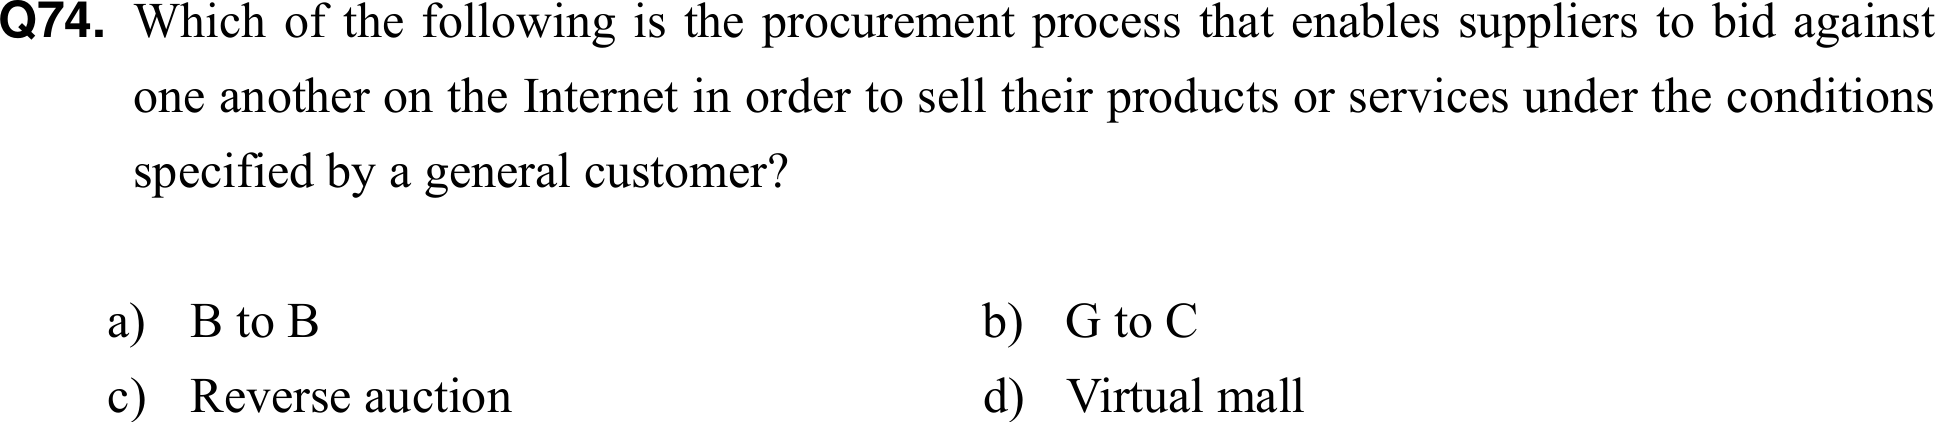 Q74. Which of the following is the procurement process that enables suppliers to bid against
one another on the Internet in order to sell their products or services under the conditions
specified by a general customer?
a) B to B b) G to C
c) Reverse auction d) Virtual mall